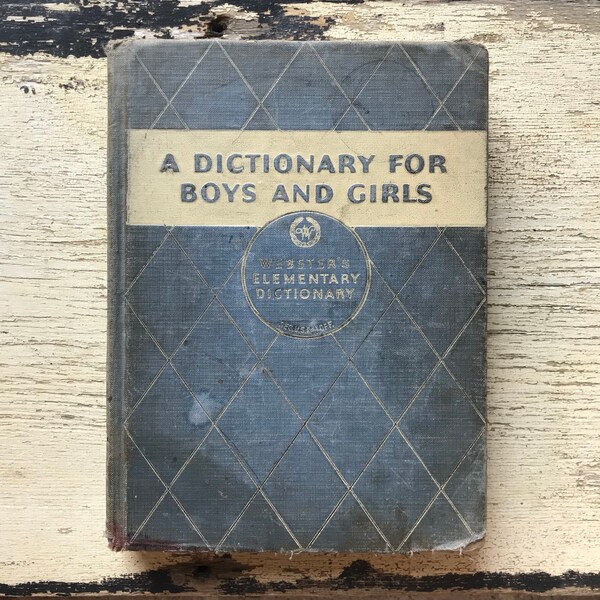 A DICTIONARY FOR
BOYS AND GIRLS
WEBSTER'S
ELEMENTARY
DICTIONARY